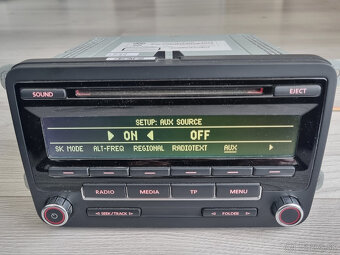 SOUND
EJECT
SETUP: AUX SOURCE
ON OFF
SK MODE ALT-FREQ REGIONAL RADIOTEXT AUX
RADIO MEDIA TP MENU
SEEK/TRACK FOLDER